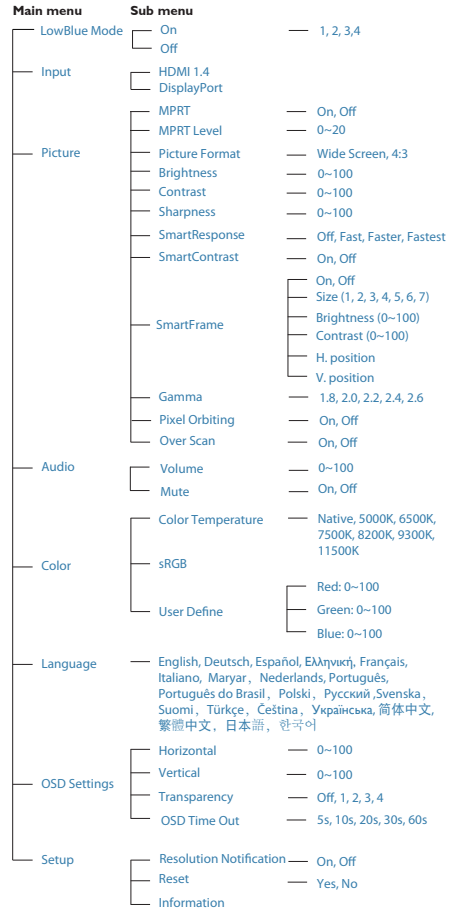 Main menu Sub menu
LowBlue Mode On 1, 2, 3,4
Off
Input HDMI 1.4
DisplayPort
MPRT On, Off
MPRT Level 0~20
Picture Picture Format Wide Screen, 4:3
Brightness 0~100
Contrast 0~100
Sharpness 0~100
SmartResponse Off, Fast, Faster, Fastest
SmartContrast On, Off
On, Off
Size (1, 2, 3, 4, 5, 6, 7)
SmartFrame Brightness (0~100)
Contrast (0~100)
H. position
V. position
Gamma 1.8, 2.0, 2.2, 2.4, 2.6
Pixel Orbiting On, Off
Over Scan On, Off
Audio Volume 0~100
Mute On, Off
Color Temperature Native, 5000K, 6500K,
7500K, 8200K, 9300K,
11500K
Color sRGB
Red: 0~100
User Define Green: 0~100
Blue: 0~100
Language English, Deutsch, Español, Ελληνική, Français,
Italiano, Maryar, Nederlands, Português,
Português do Brasil, Polski, Русский ,Svenska,
Suomi, Türkçe, Čeština, Українська, 简体中文,
繁體中文, 日本語, 한국어
Horizontal 0~100
Vertical 0~100
OSD Settings Transparency Off, 1, 2, 3, 4
OSD Time Out 5s, 10s, 20s, 30s, 60s
Setup Resolution Notification On, Off
Reset Yes, No
Information